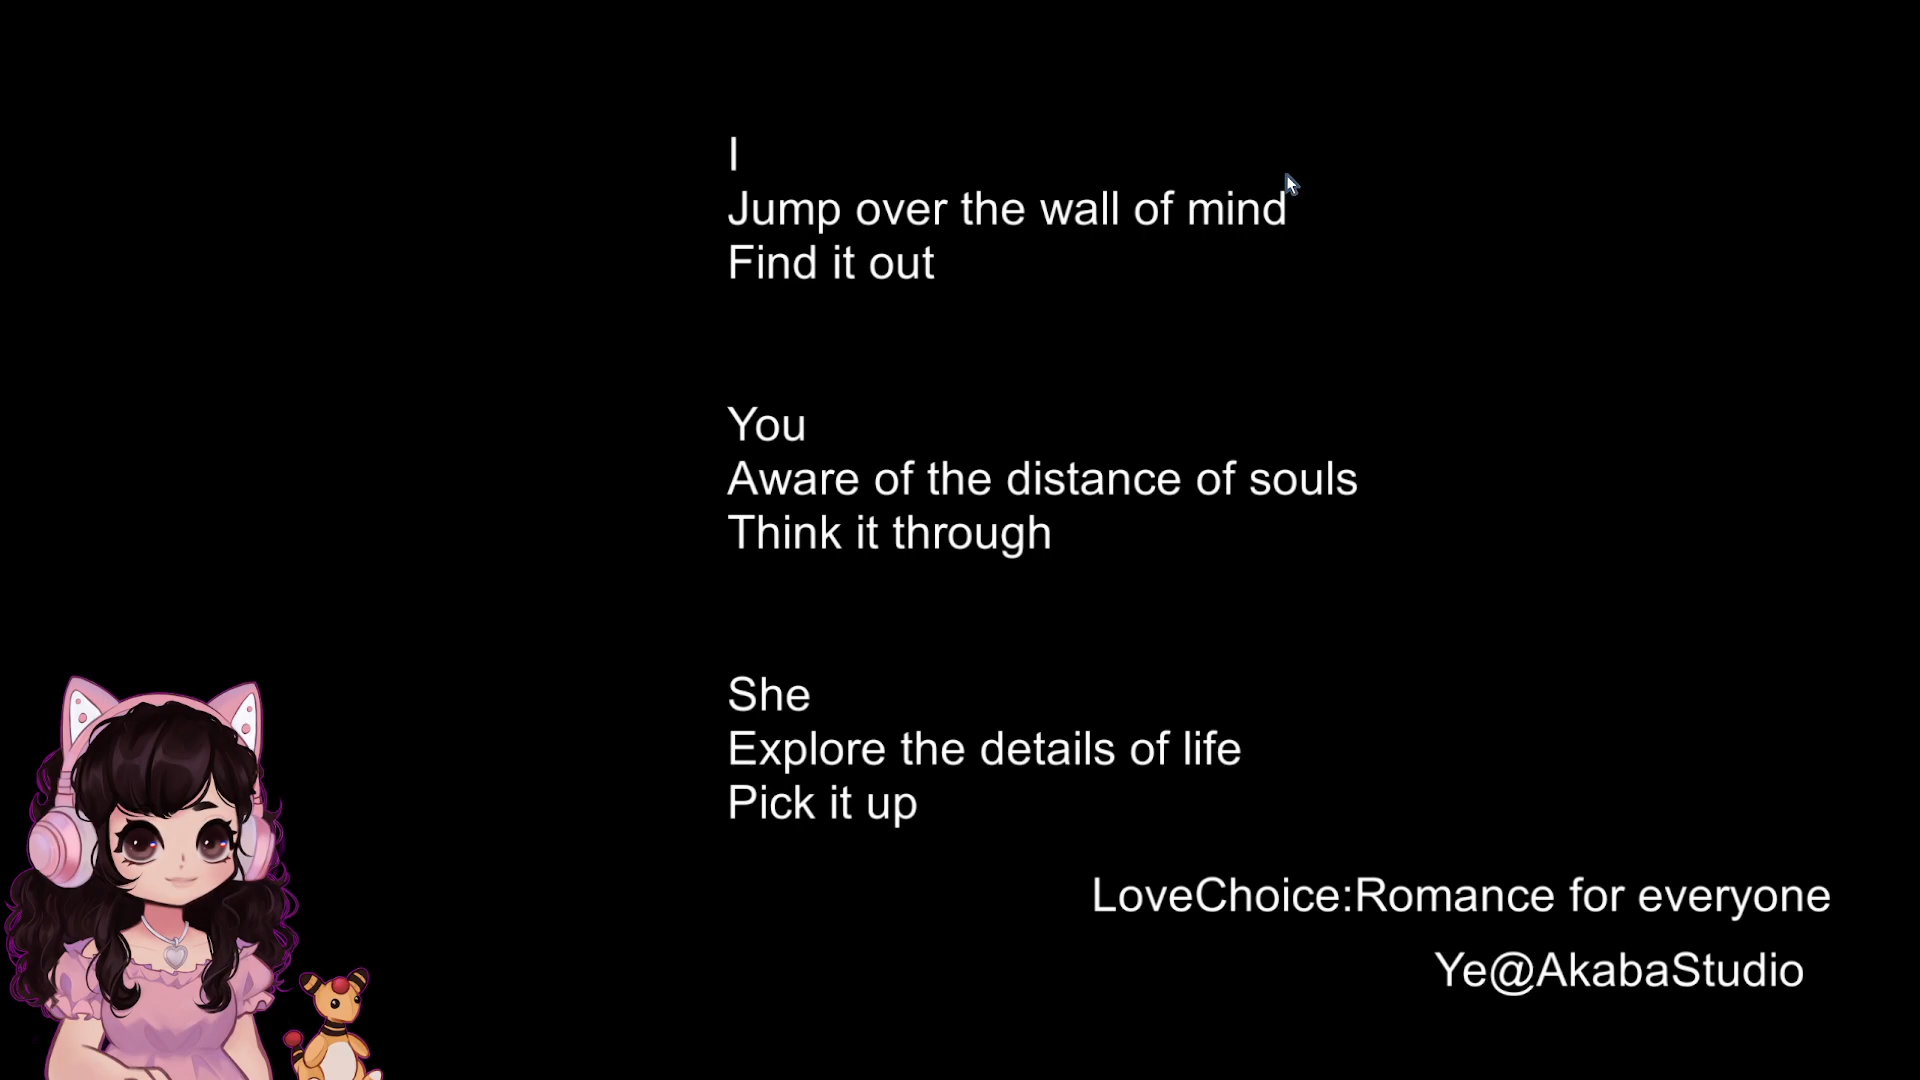 I
Jump over the wall of mind
Find it out
You
Aware of the distance of souls
Think it through
She
Explore the details of life
Pick it up
LoveChoice:Romance for everyone
Ye@AkabaStudio